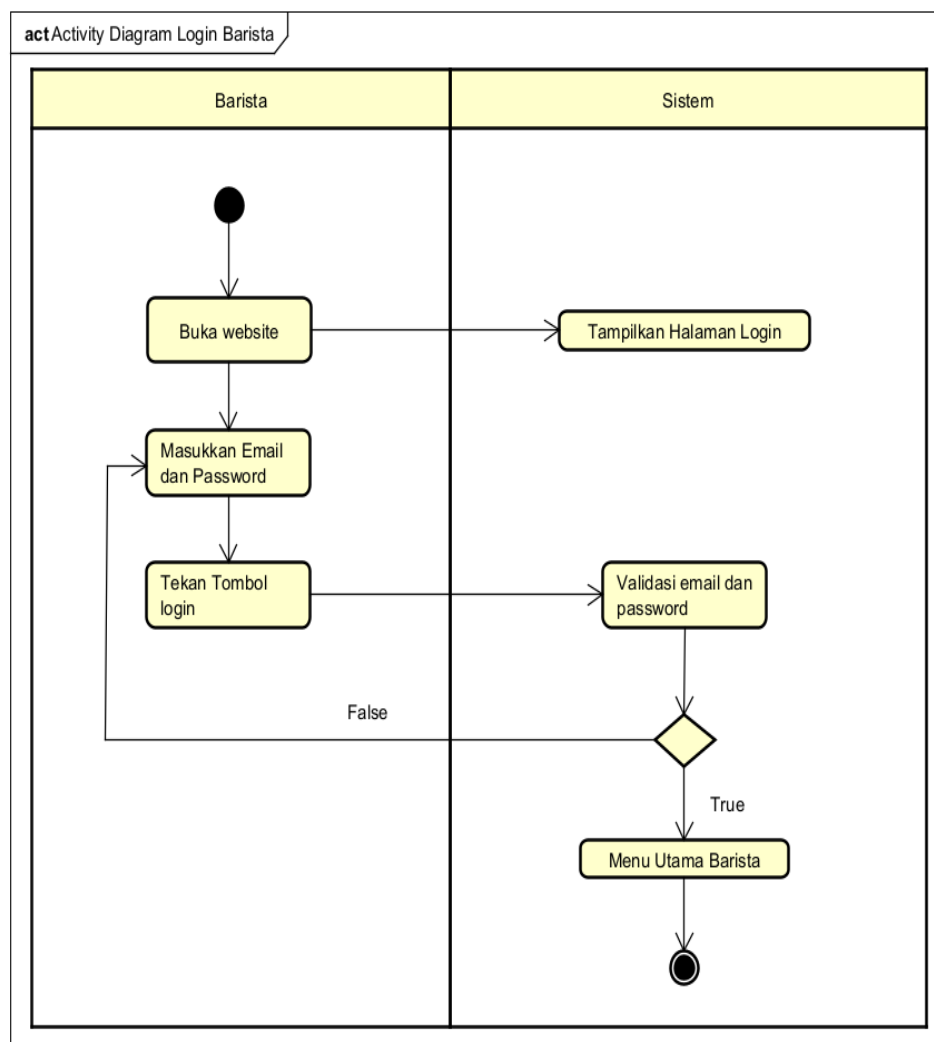 act Activity Diagram Login Barista
Barista
Sistem
Buka website
Tampilkan Halaman Login
Masukkan Email
dan Password
Tekan Tombol
login
Validasi email dan
password
False
True
Menu Utama Barista